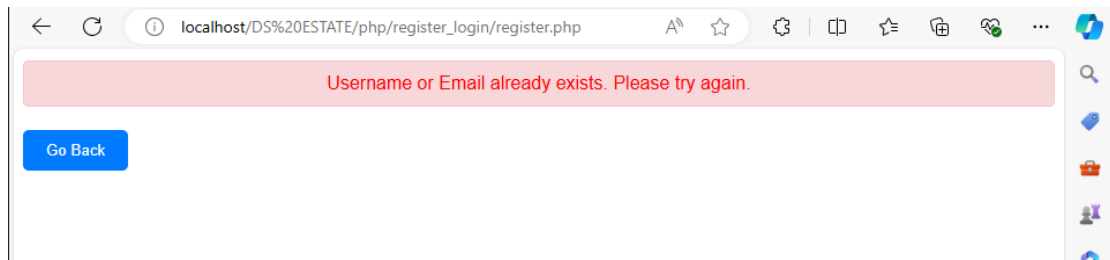 localhost/DS%20ESTATE/php/register_login/register.php
Username or Email already exists. Please try again.
Go Back